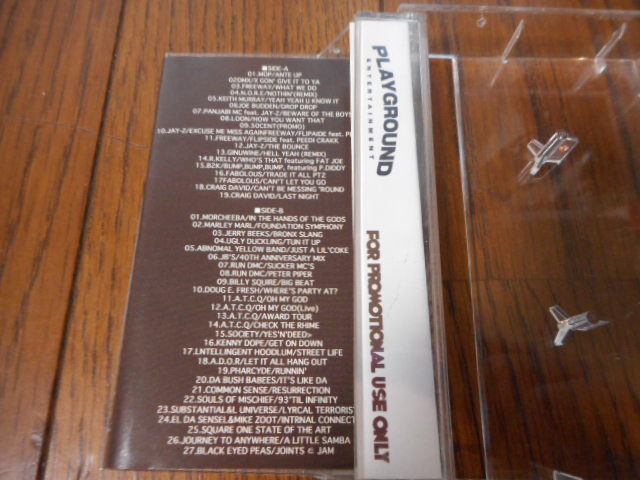 ■SIDE-A
01.MOP/ANTE UP
02DMX/X GON' GIVE IT TO YA
03.FREEWAY/WHAT WE DO
04.N.O.R.E/NOTHIN'(REMIX)
05.KEITH MURRAY/YEAH YEAH U KNOW IT
06.JOE BUDDEN/DROP DROP
07.PANJABI MC feat. JAY-Z/BEWARE OF THE BOYS
08.LOON/HOW YOU WANT THAT
09.50CENT(PROMO)
10.JAY-Z/EXCUSE ME MISS AGAINFREEWAY/FLIPSIDE feat. P
11.FREEWAY/FLIPSIDE feat. PEEDI CRAKK
12.JAY-Z/THE BOUNCE
13.GINUWINE/HELL YEAH (REMIX)
14.R.KELLY/WHO'S THAT featuring FAT JOE
15.B2K/BUMP,BUMP,BUMP, featuring P.DIDDY
16.FABOLOUS/TRADE IT ALL PT2
17FABOLOUS/CAN'T LET YOU GO
18.CRAIG DAVID/CAN'T BE MESSING 'ROUND
19.CRAIG DAVID/LAST NIGHT
■SIDE-B
01.MORCHEEBA/IN THE HANDS OF THE GODS
02.MARLEY MARL/FOUNDATION SYMPHONY
03.JERRY BEEKS/BRONX SLANG
04.UGLY DUCKLING/TUN IT UP
05.ABNOMIAL YELLOW BAND/JUST A LIL'COKE
06.JB'S/40TH ANNIVERSARY MIX
07.RUN DMC/SUCKER MC'S
08.RUN DMC/PETER PIPER
09.BILLY SQUIRE/BIG BEAT
10.DOUG E. FRESH/WHERE'S PARTY AT?
11.A.T.C.Q/OH MY GOD
12.A.T.C.Q/OH MY GOD(Live)
13.A.T.C.Q/AWARD TOUR
14.A.T.C.Q/CHECK THE RHIME
15.SOCIETY/YES'N'DEED>
16.KENNY DOPE/GET ON DOWN
17.LNTELLINGENT HOODLUM/STREET LIFE
18.A.D.O.R/LET IT ALL HANG OUT
19.PHARCYDE/RUNNIN'
20.DA BUSH BABEES/IT'S LIKE DA
21.COMMON SENSE/RESURRECTION
22.SOULS OF MISCHIEF/93'TIL INFINITY
23.SUBSTANTIAL&L UNIVERSE/LYRCAL TERRORIST
24.EL DA SENSEI&MIKE ZOOT/INTRNAL CONNECT
25.SQUARE ONE STATE OF THE ART
26.JOURNEY TO ANYWHERE/A LITTLE SAMBA
27.BLACK EYED PEAS/JOINTS ⊂ JAM
PLAYGROUND
ENTERTAINMENT
FOR PROMOTIONAL USE ONLY